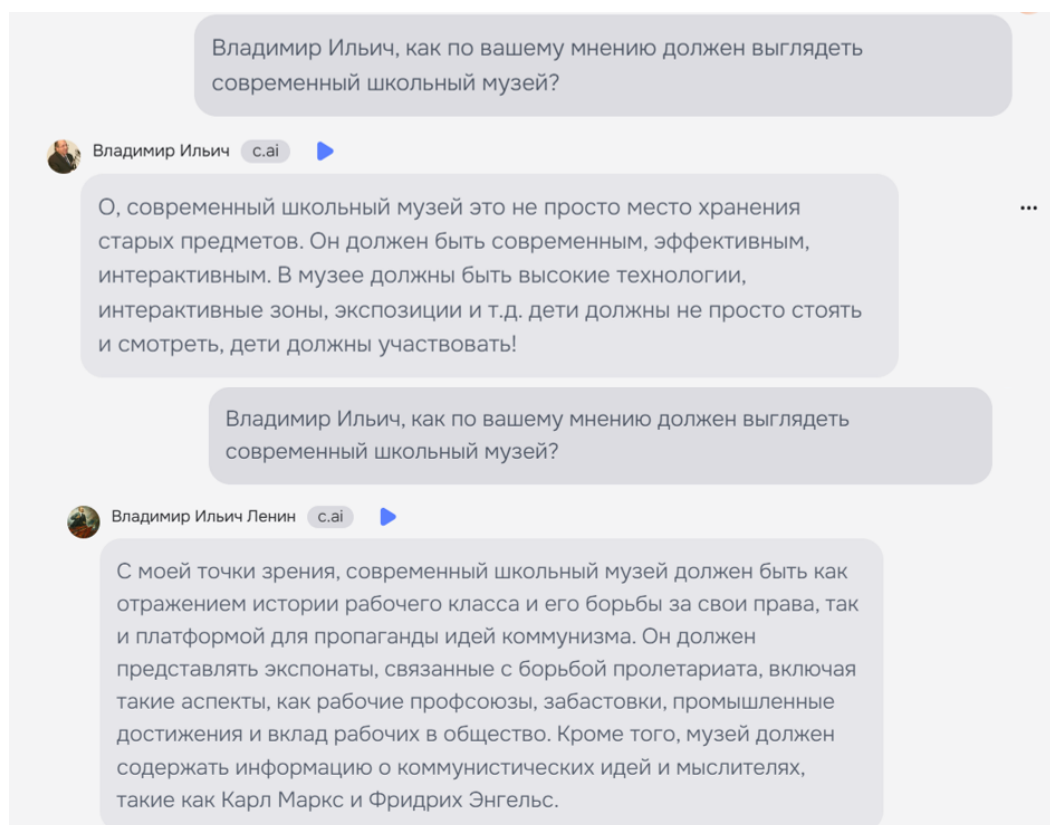 Владимир Ильич, как по вашему мнению должен выглядеть
современный школьный музей?
Владимир Ильич c.ai
О, современный школьный музей это не просто место хранения
старых предметов. Он должен быть современным, эффективным,
интерактивным. В музее должны быть высокие технологии,
интерактивные зоны, экспозиции и т.д. дети должны не просто стоять
и смотреть, дети должны участвовать!
Владимир Ильич, как по вашему мнению должен выглядеть
современный школьный музей?
Владимир Ильич Ленин c.ai
С моей точки зрения, современный школьный музей должен быть как
отражением истории рабочего класса и его борьбы за свои права, так
и платформой для пропаганды идей коммунизма. Он должен
представлять экспонаты, связанные с борьбой пролетариата, включая
такие аспекты, как рабочие профсоюзы, забастовки, промышленные
достижения и вклад рабочих в общество. Кроме того, музей должен
содержать информацию о коммунистических идей и мыслителях,
такие как Карл Маркс и Фридрих Энгельс.